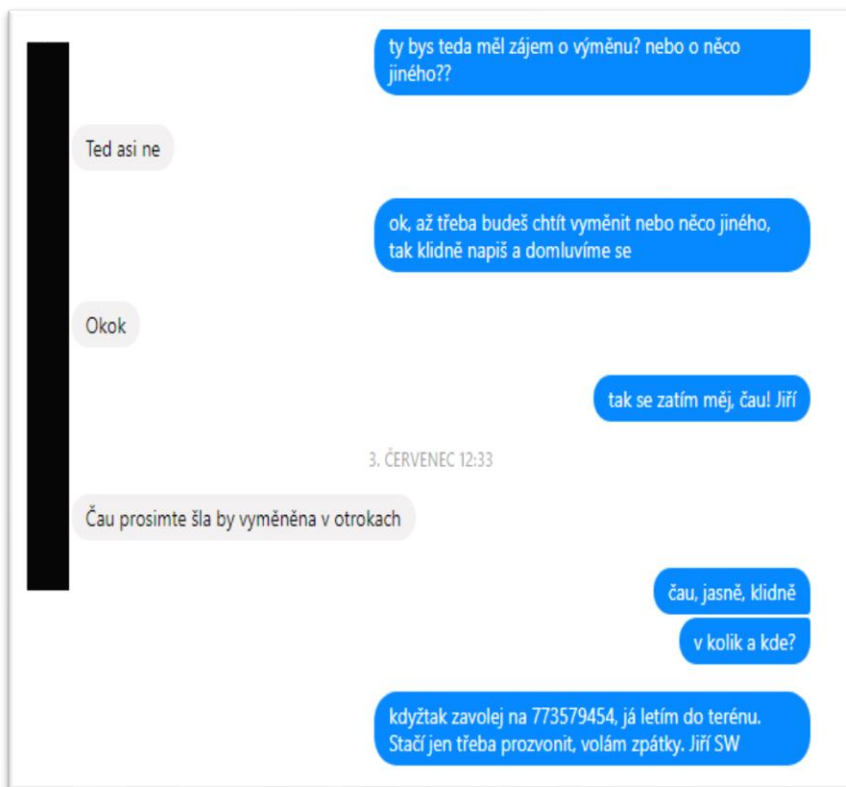 ty bys teda měl zájem o výměnu? nebo o něco
jiného??
Ted asi ne
ok, až třeba budeš chtít vyměnit nebo něco jiného,
tak klidně napiš a domluvíme se
Okok
tak se zatím měj, čau! Jiří
3. ČERVENEC 12:33
Čau prosimte šla by vyměněna v otrokach
čau, jasně, klidně
v kolik a kde?
kdyžtak zavolej na 773579454, já letím do terénu.
Stačí jen třeba prozvonit, volám zpátky. Jiří SW